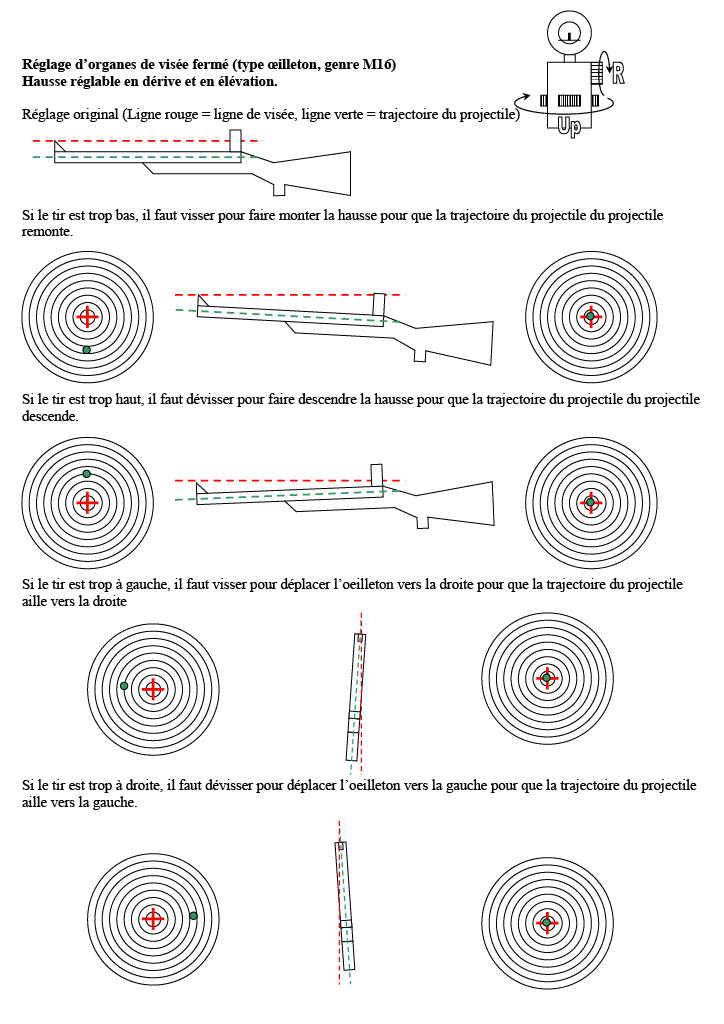 Réglage d’organes de visée fermé (type œilleton, genre M16)
Hausse réglable en dérive et en élévation.
R
Réglage original (Ligne rouge = ligne de visée, ligne verte = trajectoire du projectile)
Up
Si le tir est trop bas, il faut visser pour faire monter la hausse pour que la trajectoire du projectile du projectile
remonte.
Si le tir est trop haut, il faut dévisser pour faire descendre la hausse pour que la trajectoire du projectile du projectile
descende.
Si le tir est trop à gauche, il faut visser pour déplacer l’oeilleton vers la droite pour que la trajectoire du projectile
aille vers la droite
Si le tir est trop à droite, il faut dévisser pour déplacer l’oeilleton vers la gauche pour que la trajectoire du projectile
aille vers la gauche.